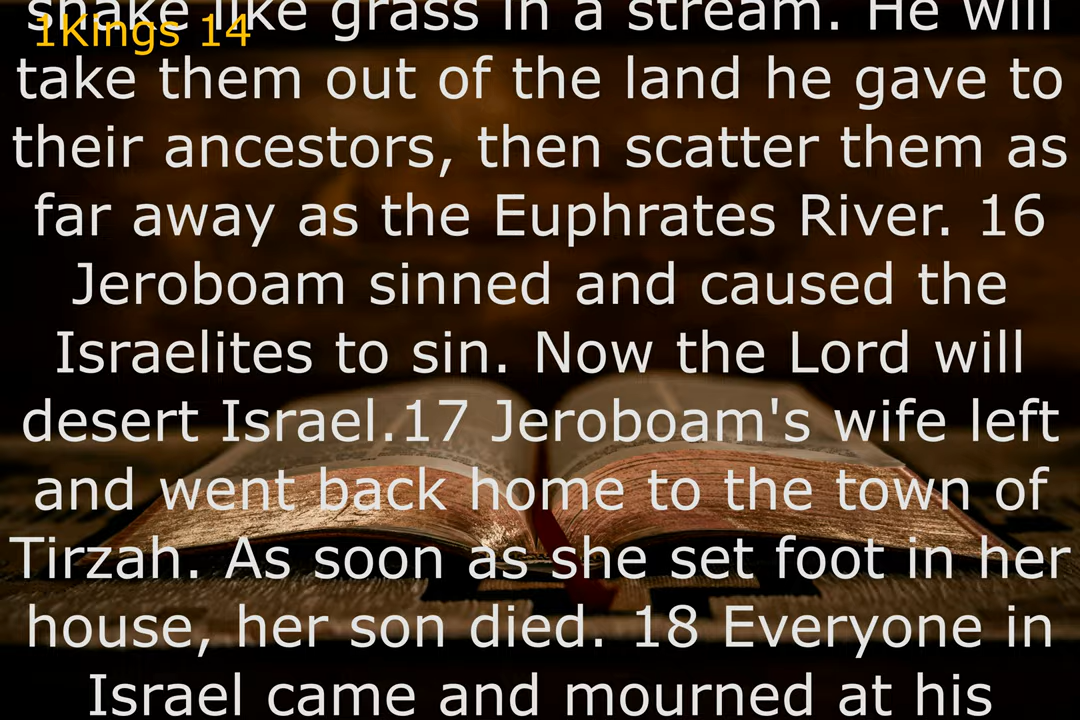 shake like grass in a stream. He will
1Kings 14
take them out of the land he gave to
their ancestors, then scatter them as
far away as the Euphrates River. 16
Jeroboam sinned and caused the
Israelites to sin. Now the Lord will
desert Israel.17 Jeroboam's wife left
and went back home to the town of
Tirzah. As soon as she set foot in her
house, her son died. 18 Everyone in
Israel came and mourned at his